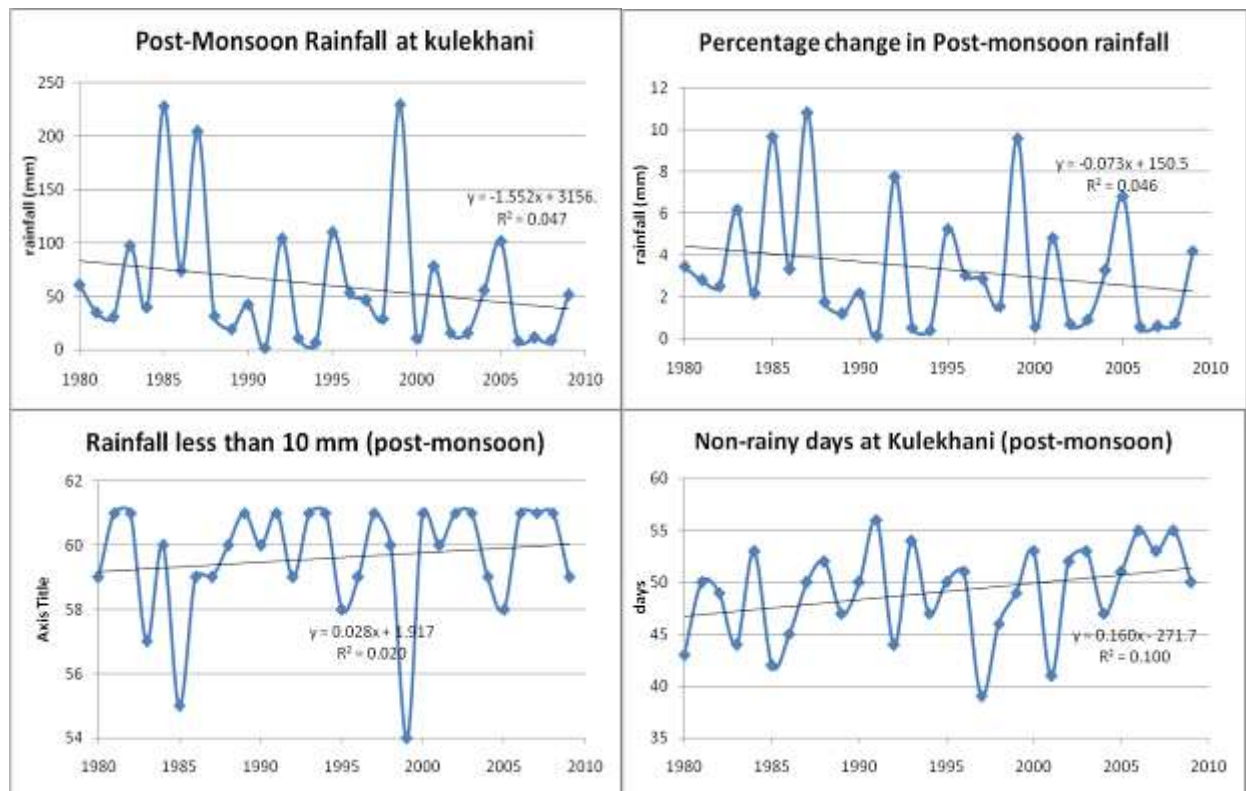 Post-Monsoon Rainfall at kulekhani
rainfall (mm)
250
200
150
100
50
0
y = -1.552x + 3156.
R² = 0.047
1980 1985 1990 1995 2000 2005 2010
Percentage change in Post-monsoon rainfall
rainfall (mm)
12
10
8
6
4
2
0
y = -0.073x + 150.5
R² = 0.046
1980 1985 1990 1995 2000 2005 2010
Rainfall less than 10 mm (post-monsoon)
Axis Title
62
60
58
56
54
y = 0.028x + 1.917
R² = 0.020
1980 1985 1990 1995 2000 2005 2010
Non-rainy days at Kulekhani (post-monsoon)
days
60
55
50
45
40
35
y = 0.160x - 271.7
R² = 0.100
1980 1985 1990 1995 2000 2005 2010